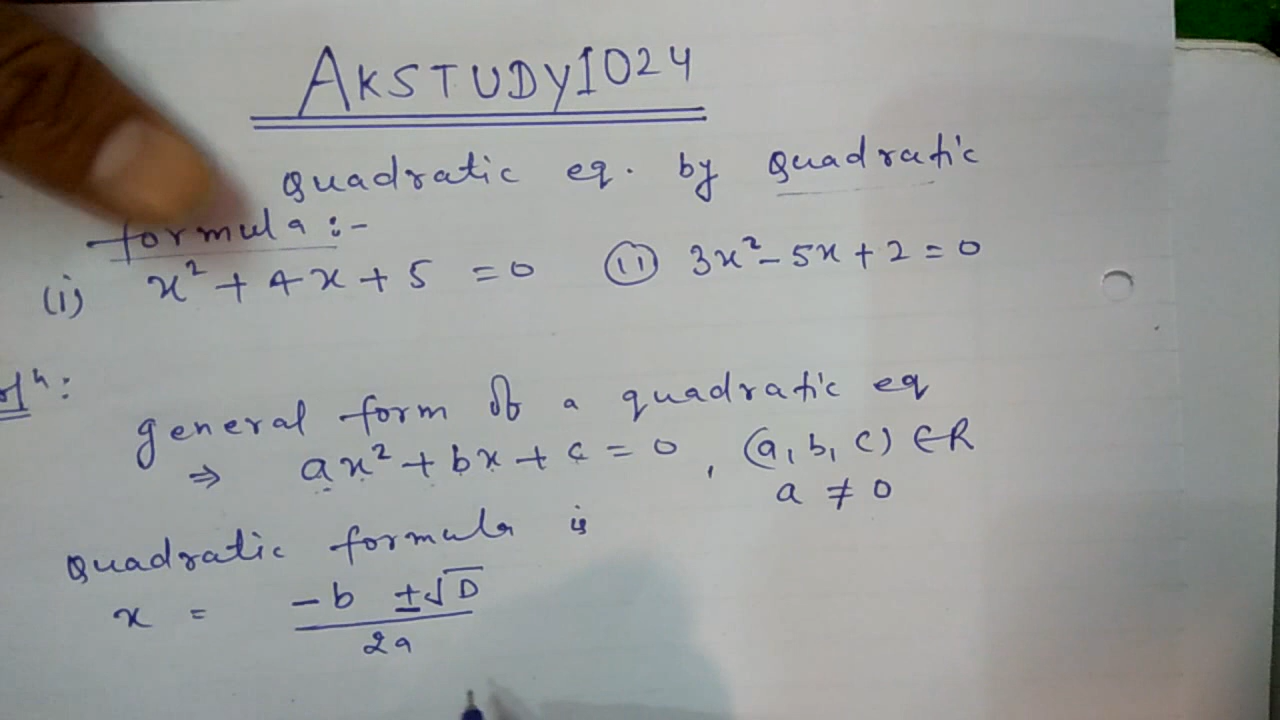 AKSTUDY1024
quadratic eq. by quadratic
formula :-
(i) x² + 4x + 5 = 0 (ii) 3x² - 5x + 2 = 0
general form of a quadratic eq
⇒ ax² + bx + c = 0, (a, b, c) ∈ R
a ≠ 0
quadratic formula is
x = -b ±√D
2a